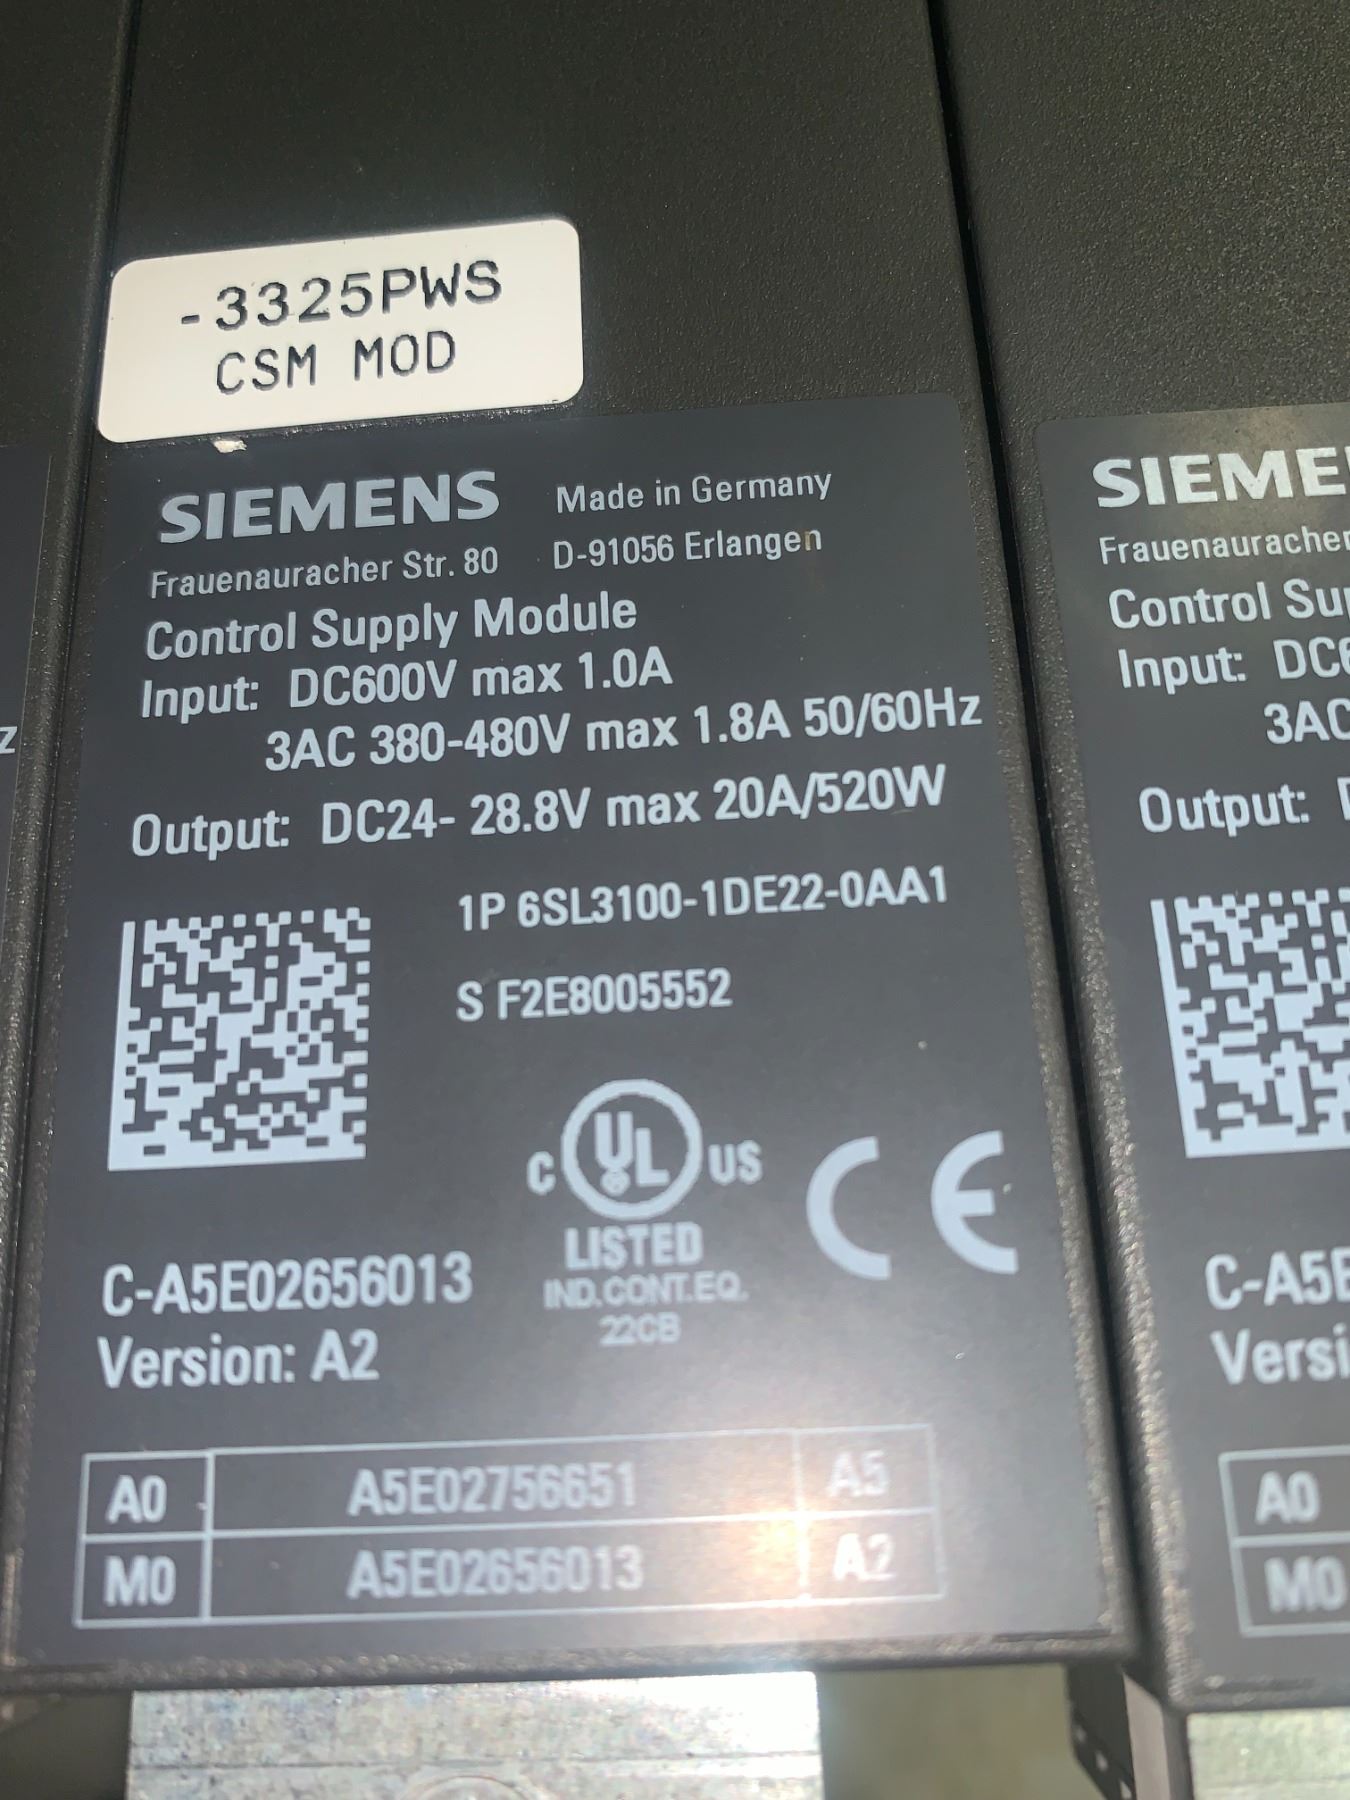 -3325PWS
CSM MOD
SIEMENS Made in Germany
Frauenauracher Str. 80 D-91056 Erlangen
Control Supply Module
Input: DC600V max 1.0A
3AC 380-480V max 1.8A 50/60Hz
Output: DC24- 28.8V max 20A/520W
1P 6SL3100-1DE22-0AA1
S F2E8005552
C UL US
LISTED
IND.CONT.EQ.
22CB
CE
C-A5E02656013
Version: A2
A0 A5E02756651 A5
M0 A5E02656013 A2
SIEME
Frauenauracher
Control Su
Input: DC6
3AC
Output:
C-A5E
Versi
A0
M0
z